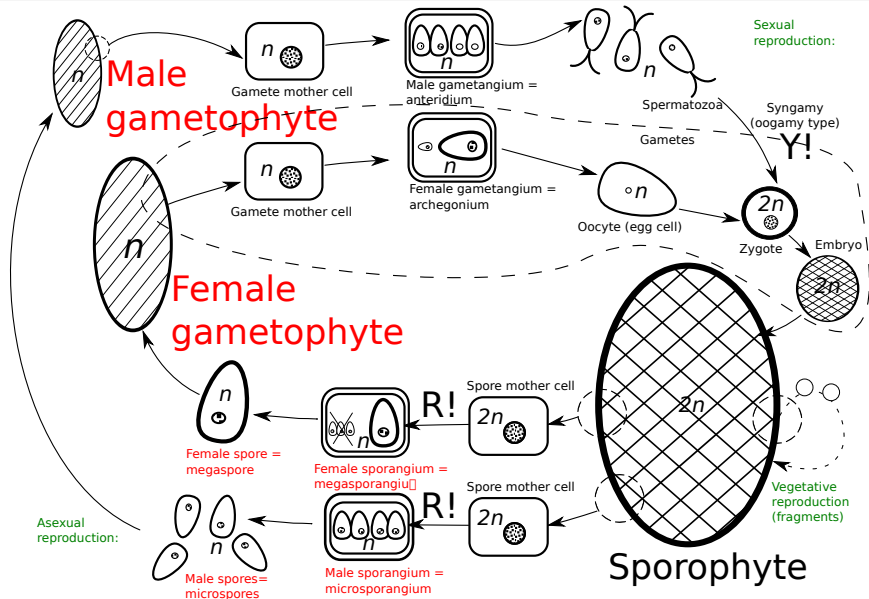 Sexual
reproduction:
n
Male
gametophyte
n
Gamete mother cell
n
Male gametangium =
anteridium
n
Spermatozoa
Syngamy
(oogamy type)
Y!
Gametes
n
Gamete mother cell
n
Female gametangium =
archegonium
n
Oocyte (egg cell)
2n
Zygote
Embryo
2n
n
Female
gametophyte
n
Female spore =
megaspore
n
Female sporangium =
megasporangiu▯
R!
Spore mother cell
2n
2n
Vegetative
reproduction
(fragments)
Asexual
reproduction:
n
Male spores=
microspores
n
Male sporangium =
microsporangium
R!
Spore mother cell
2n
Sporophyte